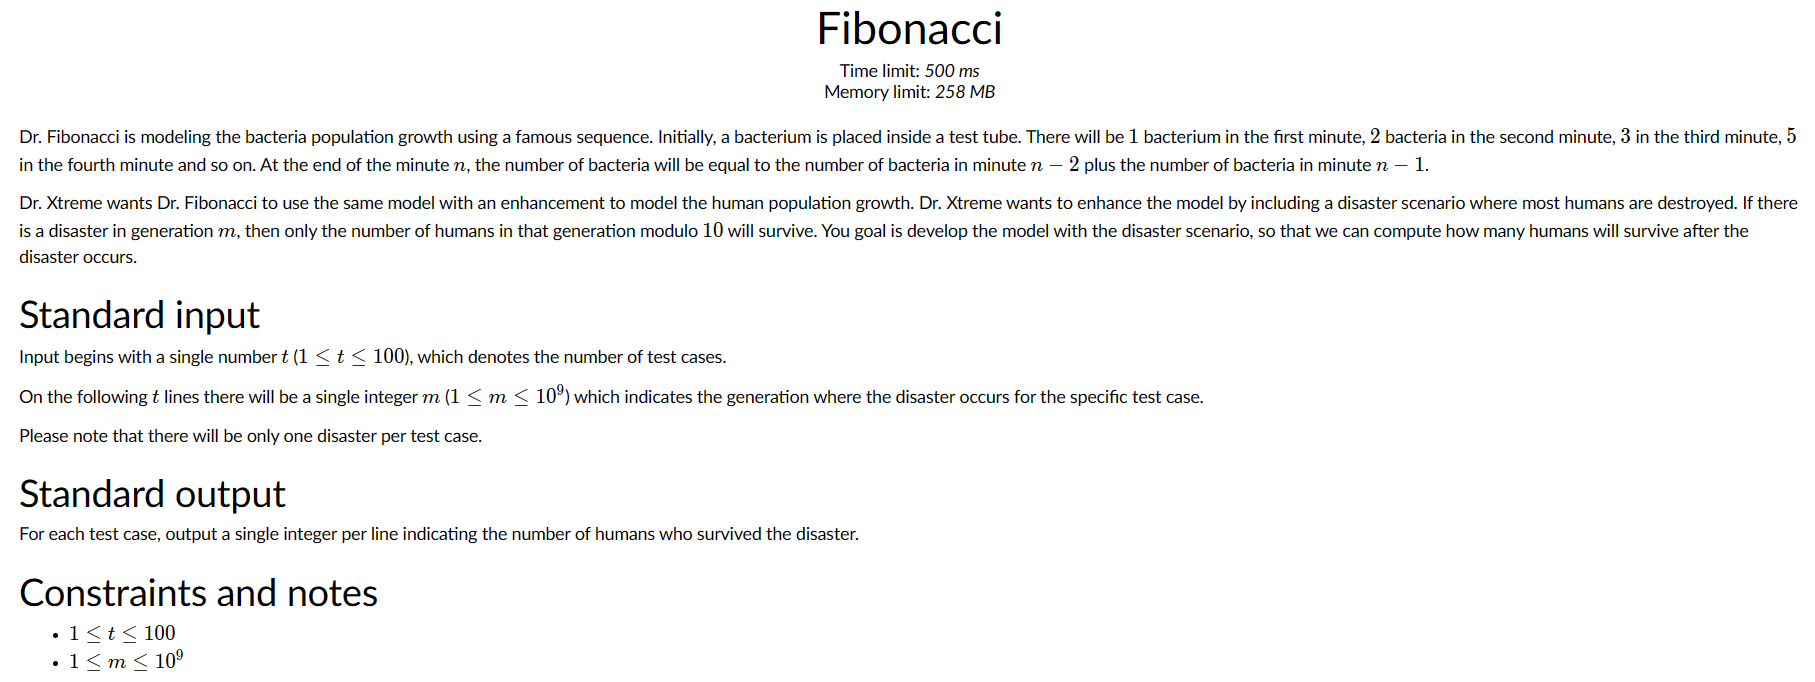 Fibonacci
Time limit: 500 ms
Memory limit: 258 MB
Dr. Fibonacci is modeling the bacteria population growth using a famous sequence. Initially, a bacterium is placed inside a test tube. There will be 1 bacterium in the first minute, 2 bacteria in the second minute, 3 in the third minute, 5
in the fourth minute and so on. At the end of the minute n, the number of bacteria will be equal to the number of bacteria in minute n − 2 plus the number of bacteria in minute n − 1.
Dr. Xtreme wants Dr. Fibonacci to use the same model with an enhancement to model the human population growth. Dr. Xtreme wants to enhance the model by including a disaster scenario where most humans are destroyed. If there
is a disaster in generation m, then only the number of humans in that generation modulo 10 will survive. You goal is develop the model with the disaster scenario, so that we can compute how many humans will survive after the
disaster occurs.
Standard input
Input begins with a single number t (1 ≤ t ≤ 100), which denotes the number of test cases.
On the following t lines there will be a single integer m (1 ≤ m ≤ 10⁹) which indicates the generation where the disaster occurs for the specific test case.
Please note that there will be only one disaster per test case.
Standard output
For each test case, output a single integer per line indicating the number of humans who survived the disaster.
Constraints and notes
• 1 ≤ t ≤ 100
• 1 ≤ m ≤ 10⁹